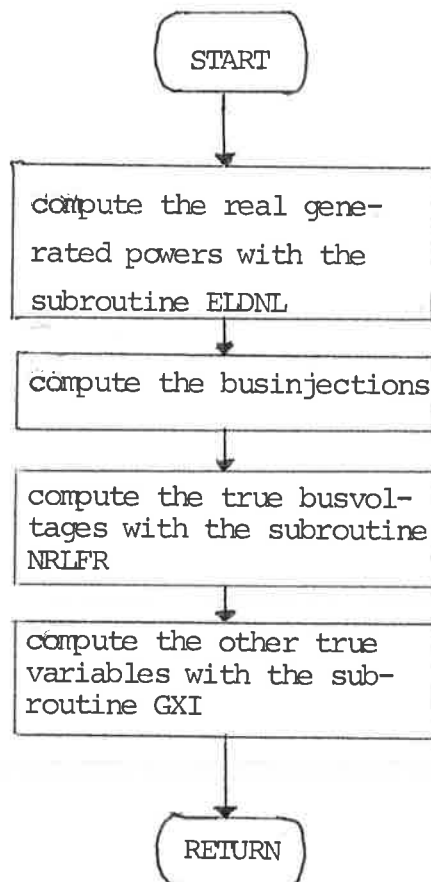 START
compute the real gene-
rated powers with the
subroutine ELDNL
compute the businjections
compute the true busvol-
tages with the subroutine
NRLFR
compute the other true
variables with the sub-
routine GXI
RETURN